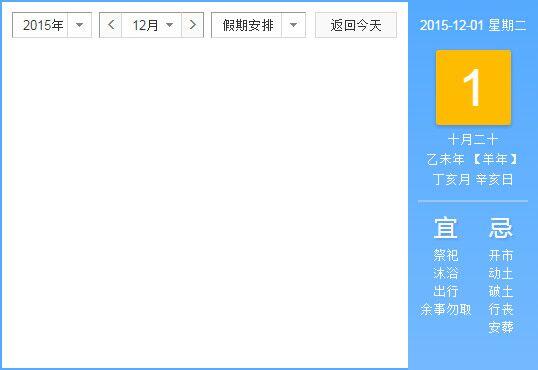 2015年 < 12月 > 假期安排 返回今天
2015-12-01 星期二
1
十月二十
乙未年 【羊年】
丁亥月 辛亥日
宜 忌
祭祀 开市
沐浴 动土
出行 破土
余事勿取 行丧
安葬